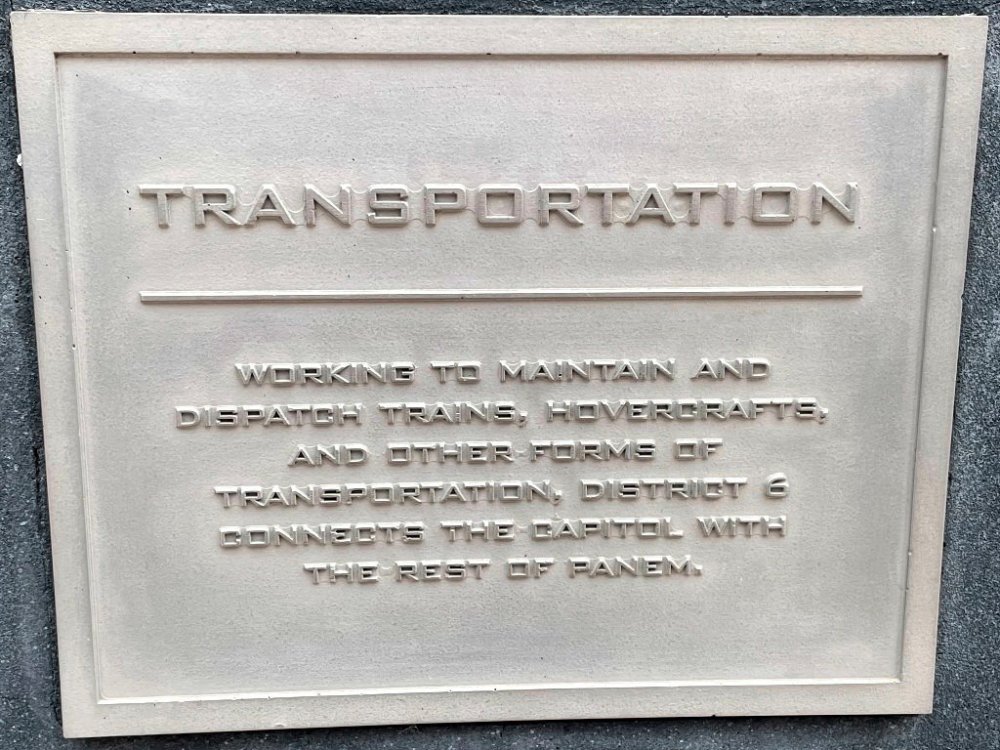 TRANSPORTATION
WORKING TO MAINTAIN AND
DISPATCH TRAINS, HOVERCRAFTS,
AND OTHER FORMS OF
TRANSPORTATION, DISTRICT 6
CONNECTS THE CAPITOL WITH
THE REST OF PANEM.